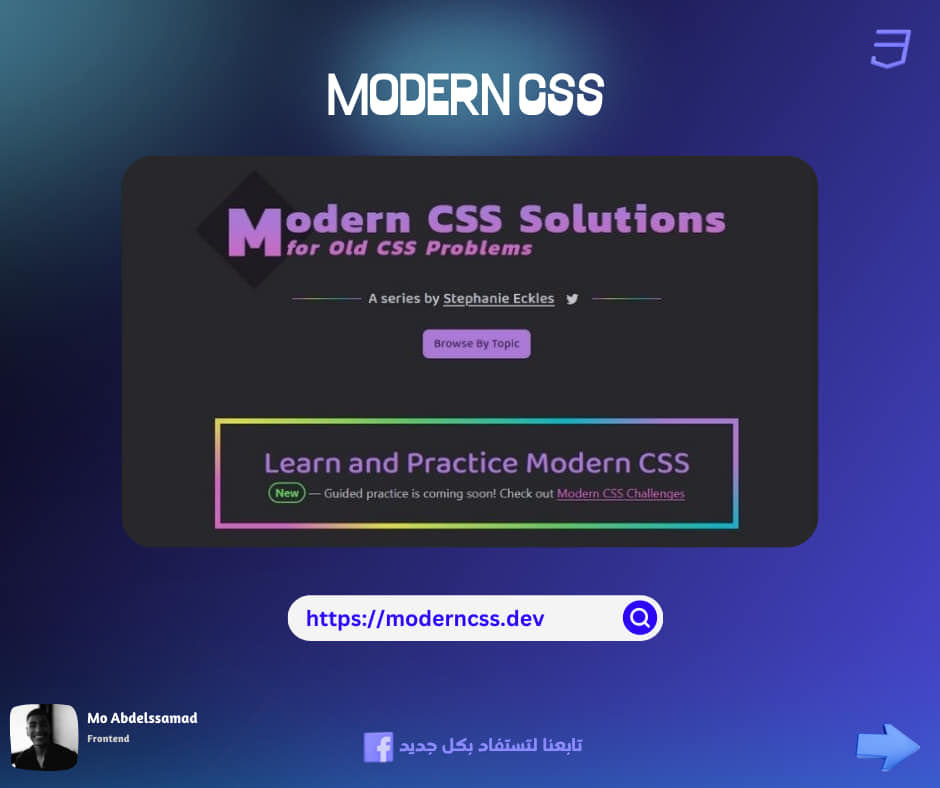 MODERN CSS
Modern CSS Solutions
for Old CSS Problems
A series by Stephanie Eckles
Browse By Topic
Learn and Practice Modern CSS
New — Guided practice is coming soon! Check out Modern CSS Challenges
https://moderncss.dev
Mo Abdelssamad
Frontend
تابعنا لتستفاد بكل جديد